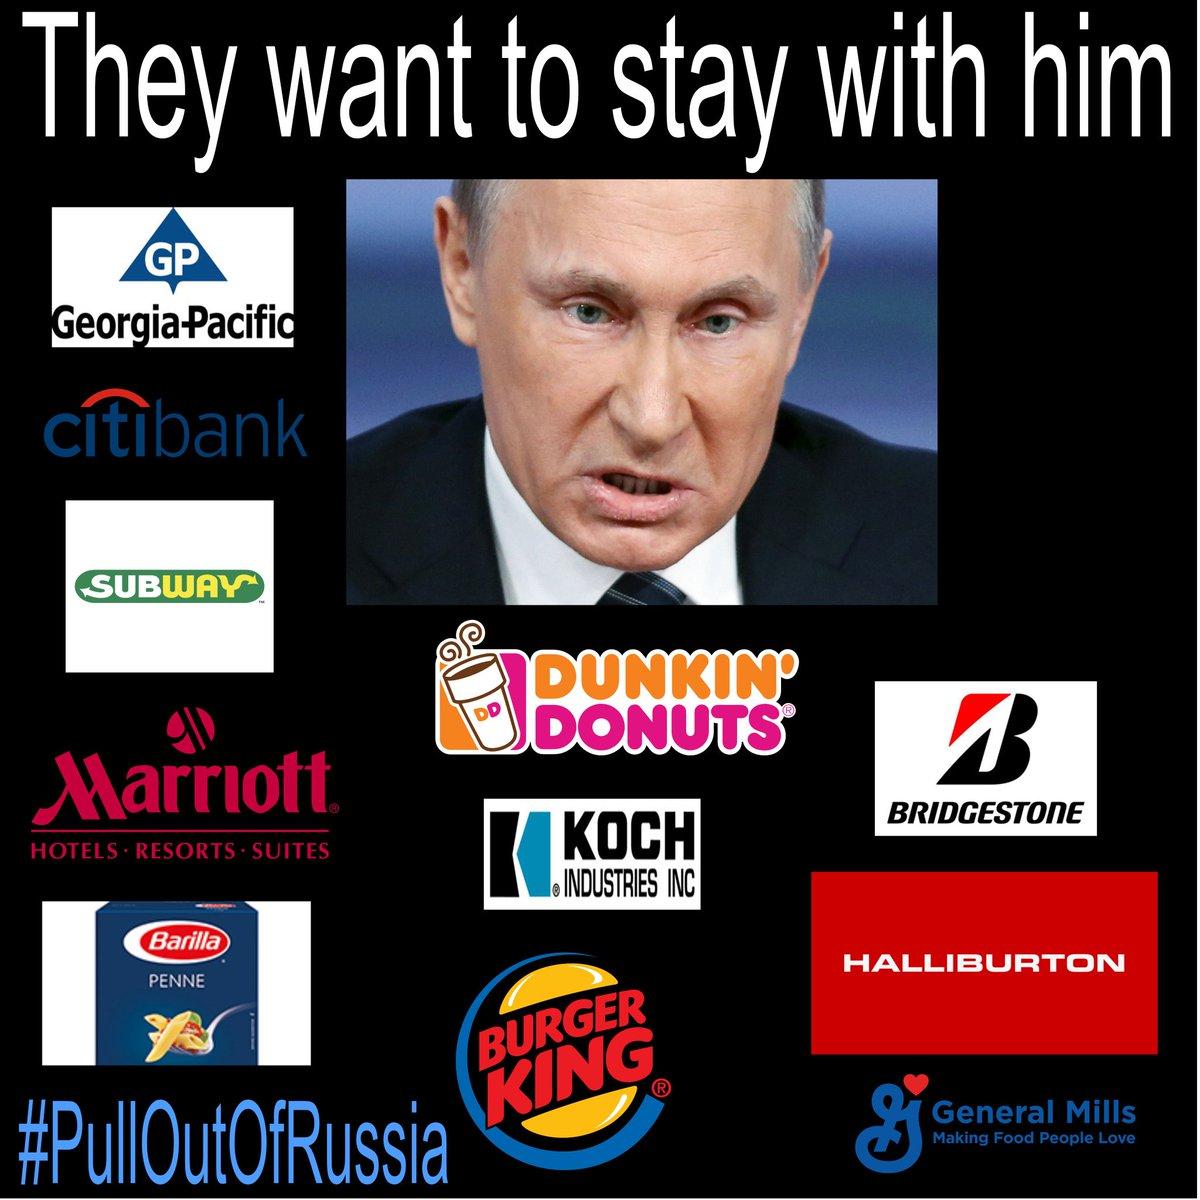 They want to stay with him
GP
Georgia-Pacific
citibank
SUBWAY™
DUNKIN'
DONUTS®
DD
Marriott®
HOTELS · RESORTS · SUITES
BRIDGESTONE
KOCH
® INDUSTRIES INC
Barilla
PENNE
HALLIBURTON
BURGER
KING®
General Mills
Making Food People Love
#PullOutOfRussia